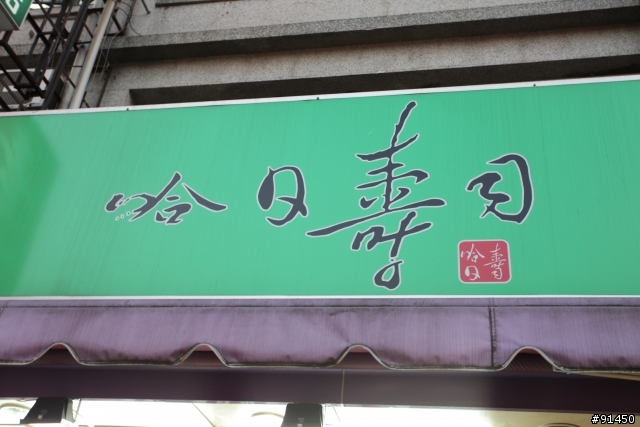 哈日壽司
哈 壽
日 司
#91450